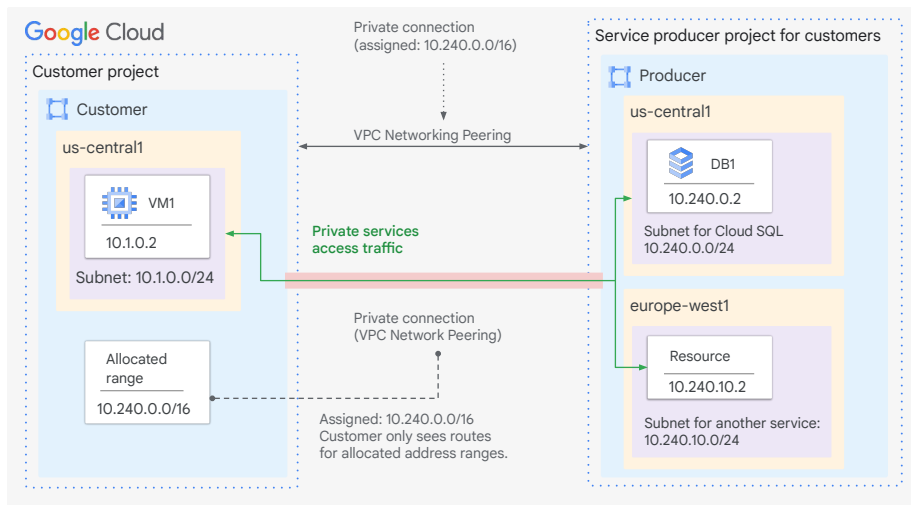 Google Cloud
Customer project
Customer
us-central1
VM1
10.1.0.2
Subnet: 10.1.0.0/24
Allocated
range
10.240.0.0/16
Private connection
(assigned: 10.240.0.0/16)
VPC Networking Peering
Private services
access traffic
Private connection
(VPC Network Peering)
Assigned: 10.240.0.0/16
Customer only sees routes
for allocated address ranges.
Service producer project for customers
Producer
us-central1
DB1
10.240.0.2
Subnet for Cloud SQL
10.240.0.0/24
europe-west1
Resource
10.240.10.2
Subnet for another service:
10.240.10.0/24